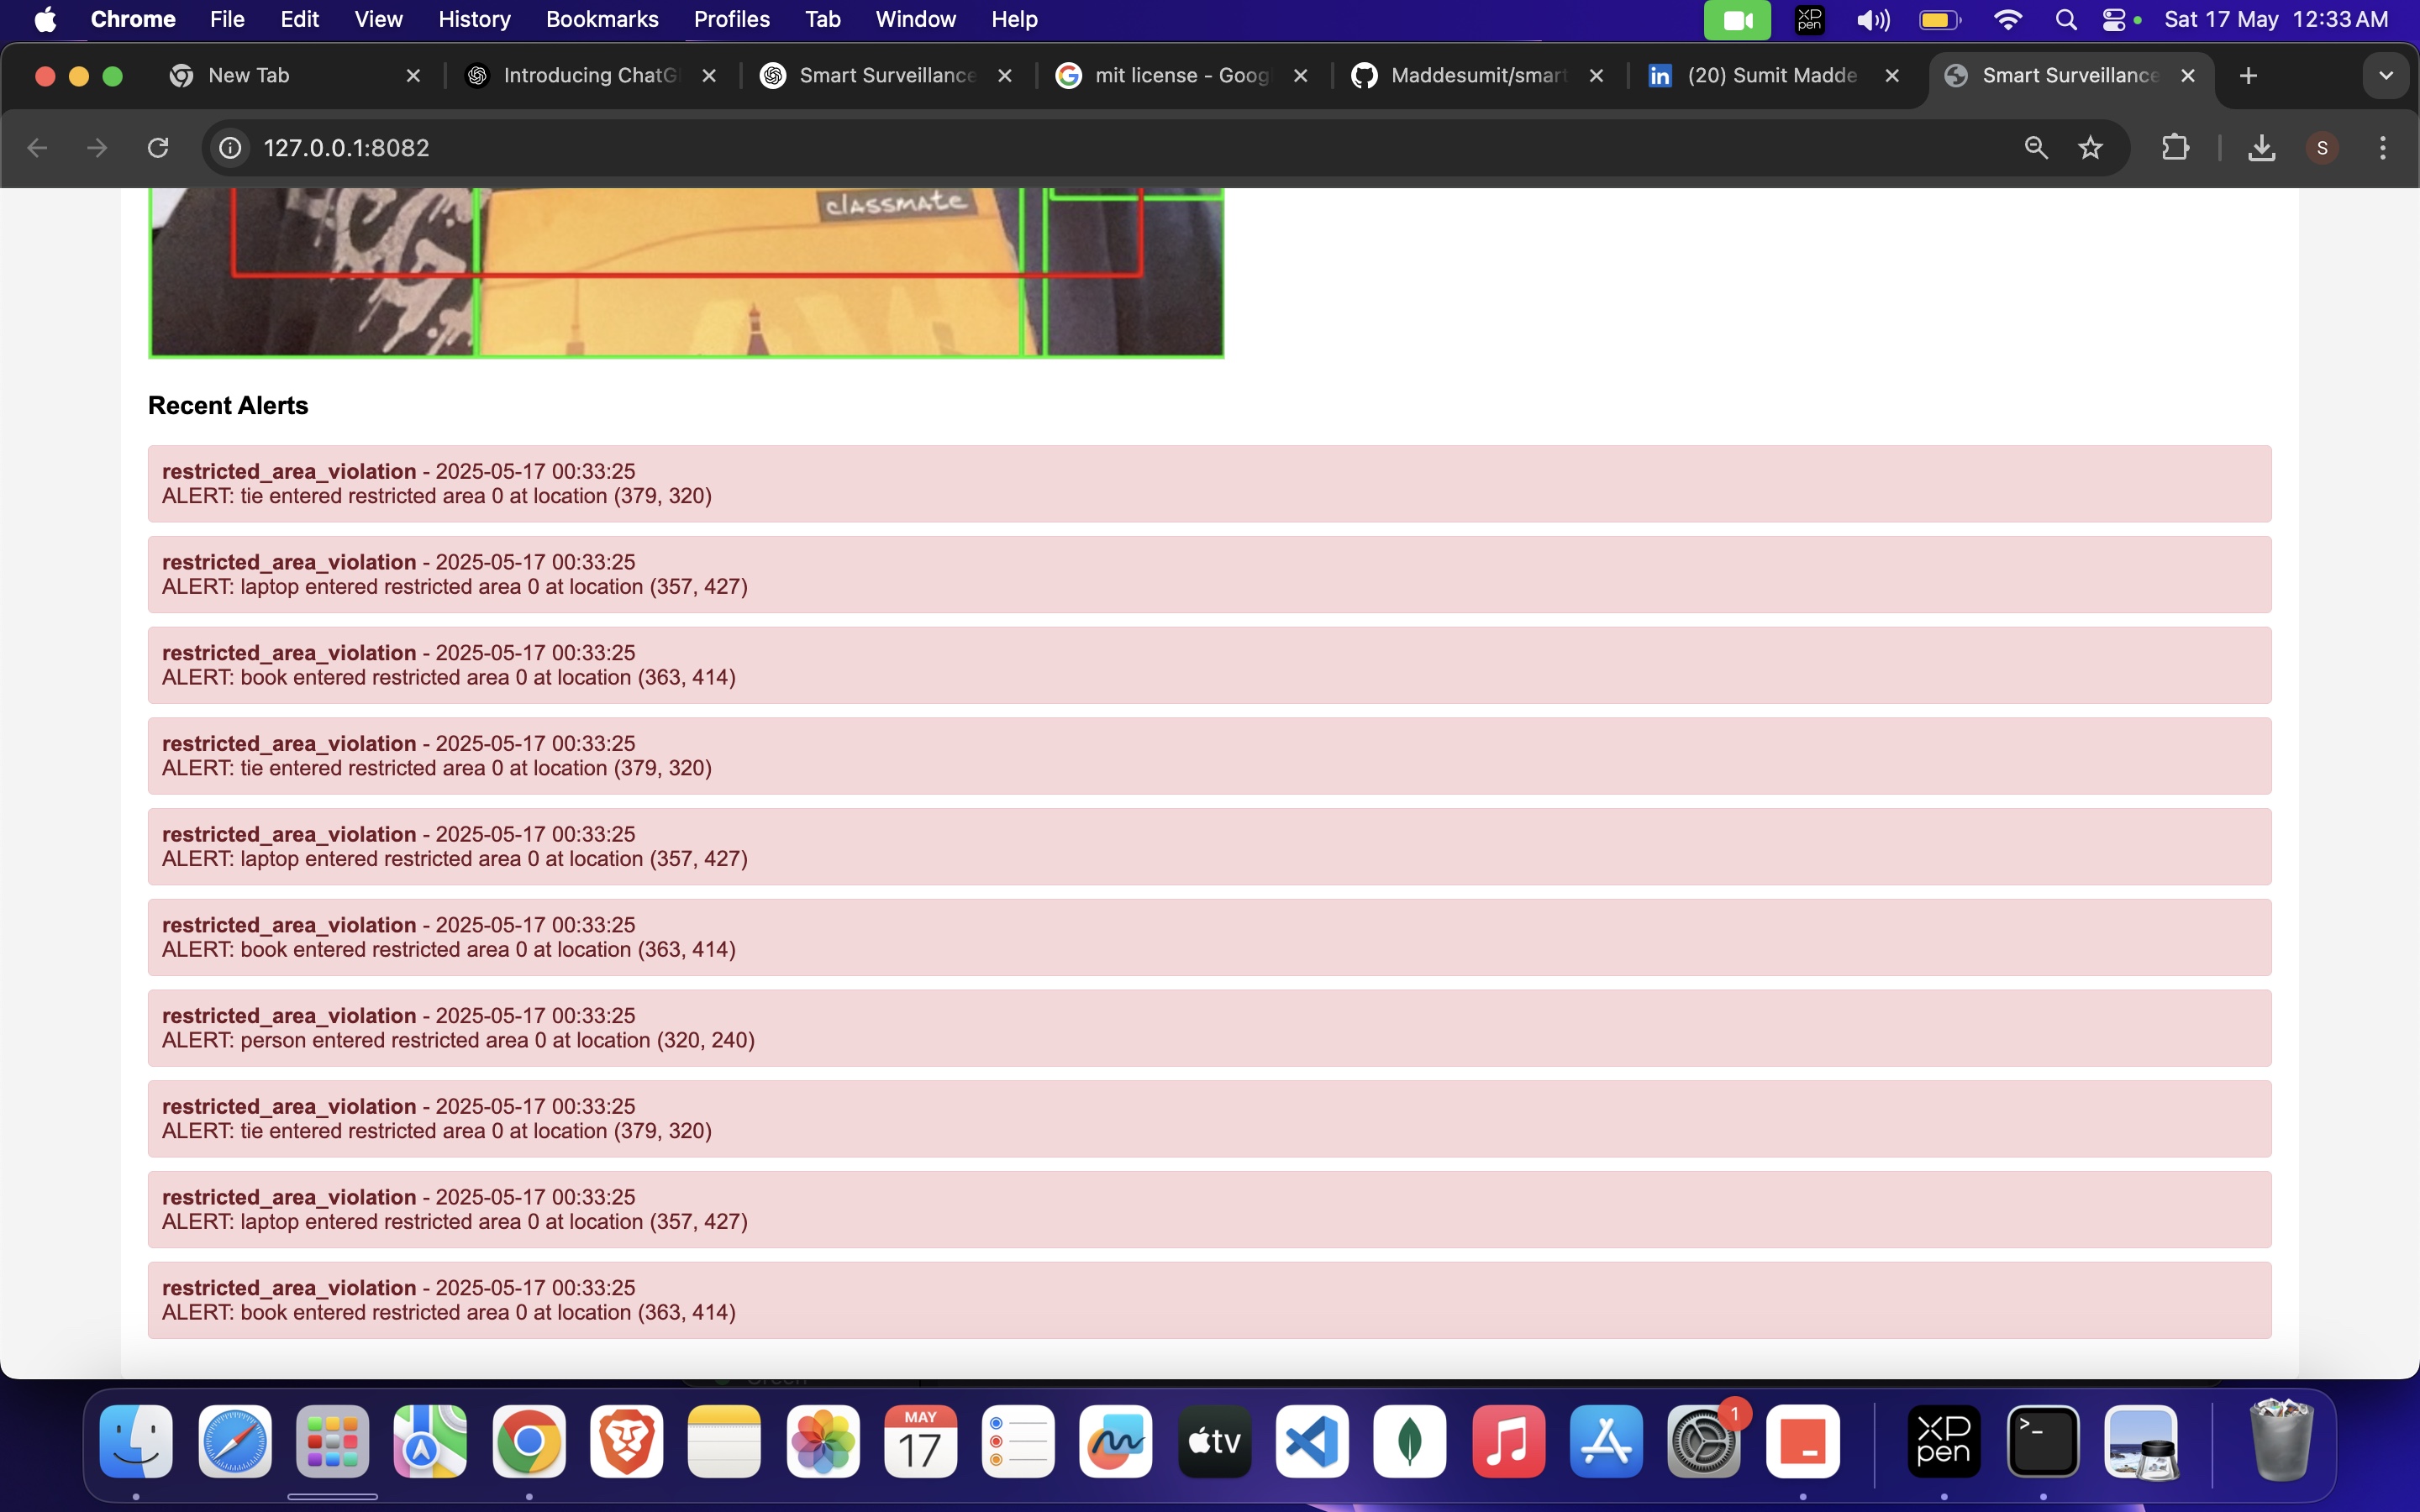 Chrome File Edit View History Bookmarks Profiles Tab Window Help XP pen Sat 17 May 12:33 AM
New Tab Introducing ChatG Smart Surveillance mit license - Goog Maddesumit/smart (20) Sumit Madde Smart Surveillance
127.0.0.1:8082 S
classmate
Recent Alerts
restricted_area_violation - 2025-05-17 00:33:25
ALERT: tie entered restricted area 0 at location (379, 320)
restricted_area_violation - 2025-05-17 00:33:25
ALERT: laptop entered restricted area 0 at location (357, 427)
restricted_area_violation - 2025-05-17 00:33:25
ALERT: book entered restricted area 0 at location (363, 414)
restricted_area_violation - 2025-05-17 00:33:25
ALERT: tie entered restricted area 0 at location (379, 320)
restricted_area_violation - 2025-05-17 00:33:25
ALERT: laptop entered restricted area 0 at location (357, 427)
restricted_area_violation - 2025-05-17 00:33:25
ALERT: book entered restricted area 0 at location (363, 414)
restricted_area_violation - 2025-05-17 00:33:25
ALERT: person entered restricted area 0 at location (320, 240)
restricted_area_violation - 2025-05-17 00:33:25
ALERT: tie entered restricted area 0 at location (379, 320)
restricted_area_violation - 2025-05-17 00:33:25
ALERT: laptop entered restricted area 0 at location (357, 427)
restricted_area_violation - 2025-05-17 00:33:25
ALERT: book entered restricted area 0 at location (363, 414)
MAY
17
tv
1
XP
pen
>_